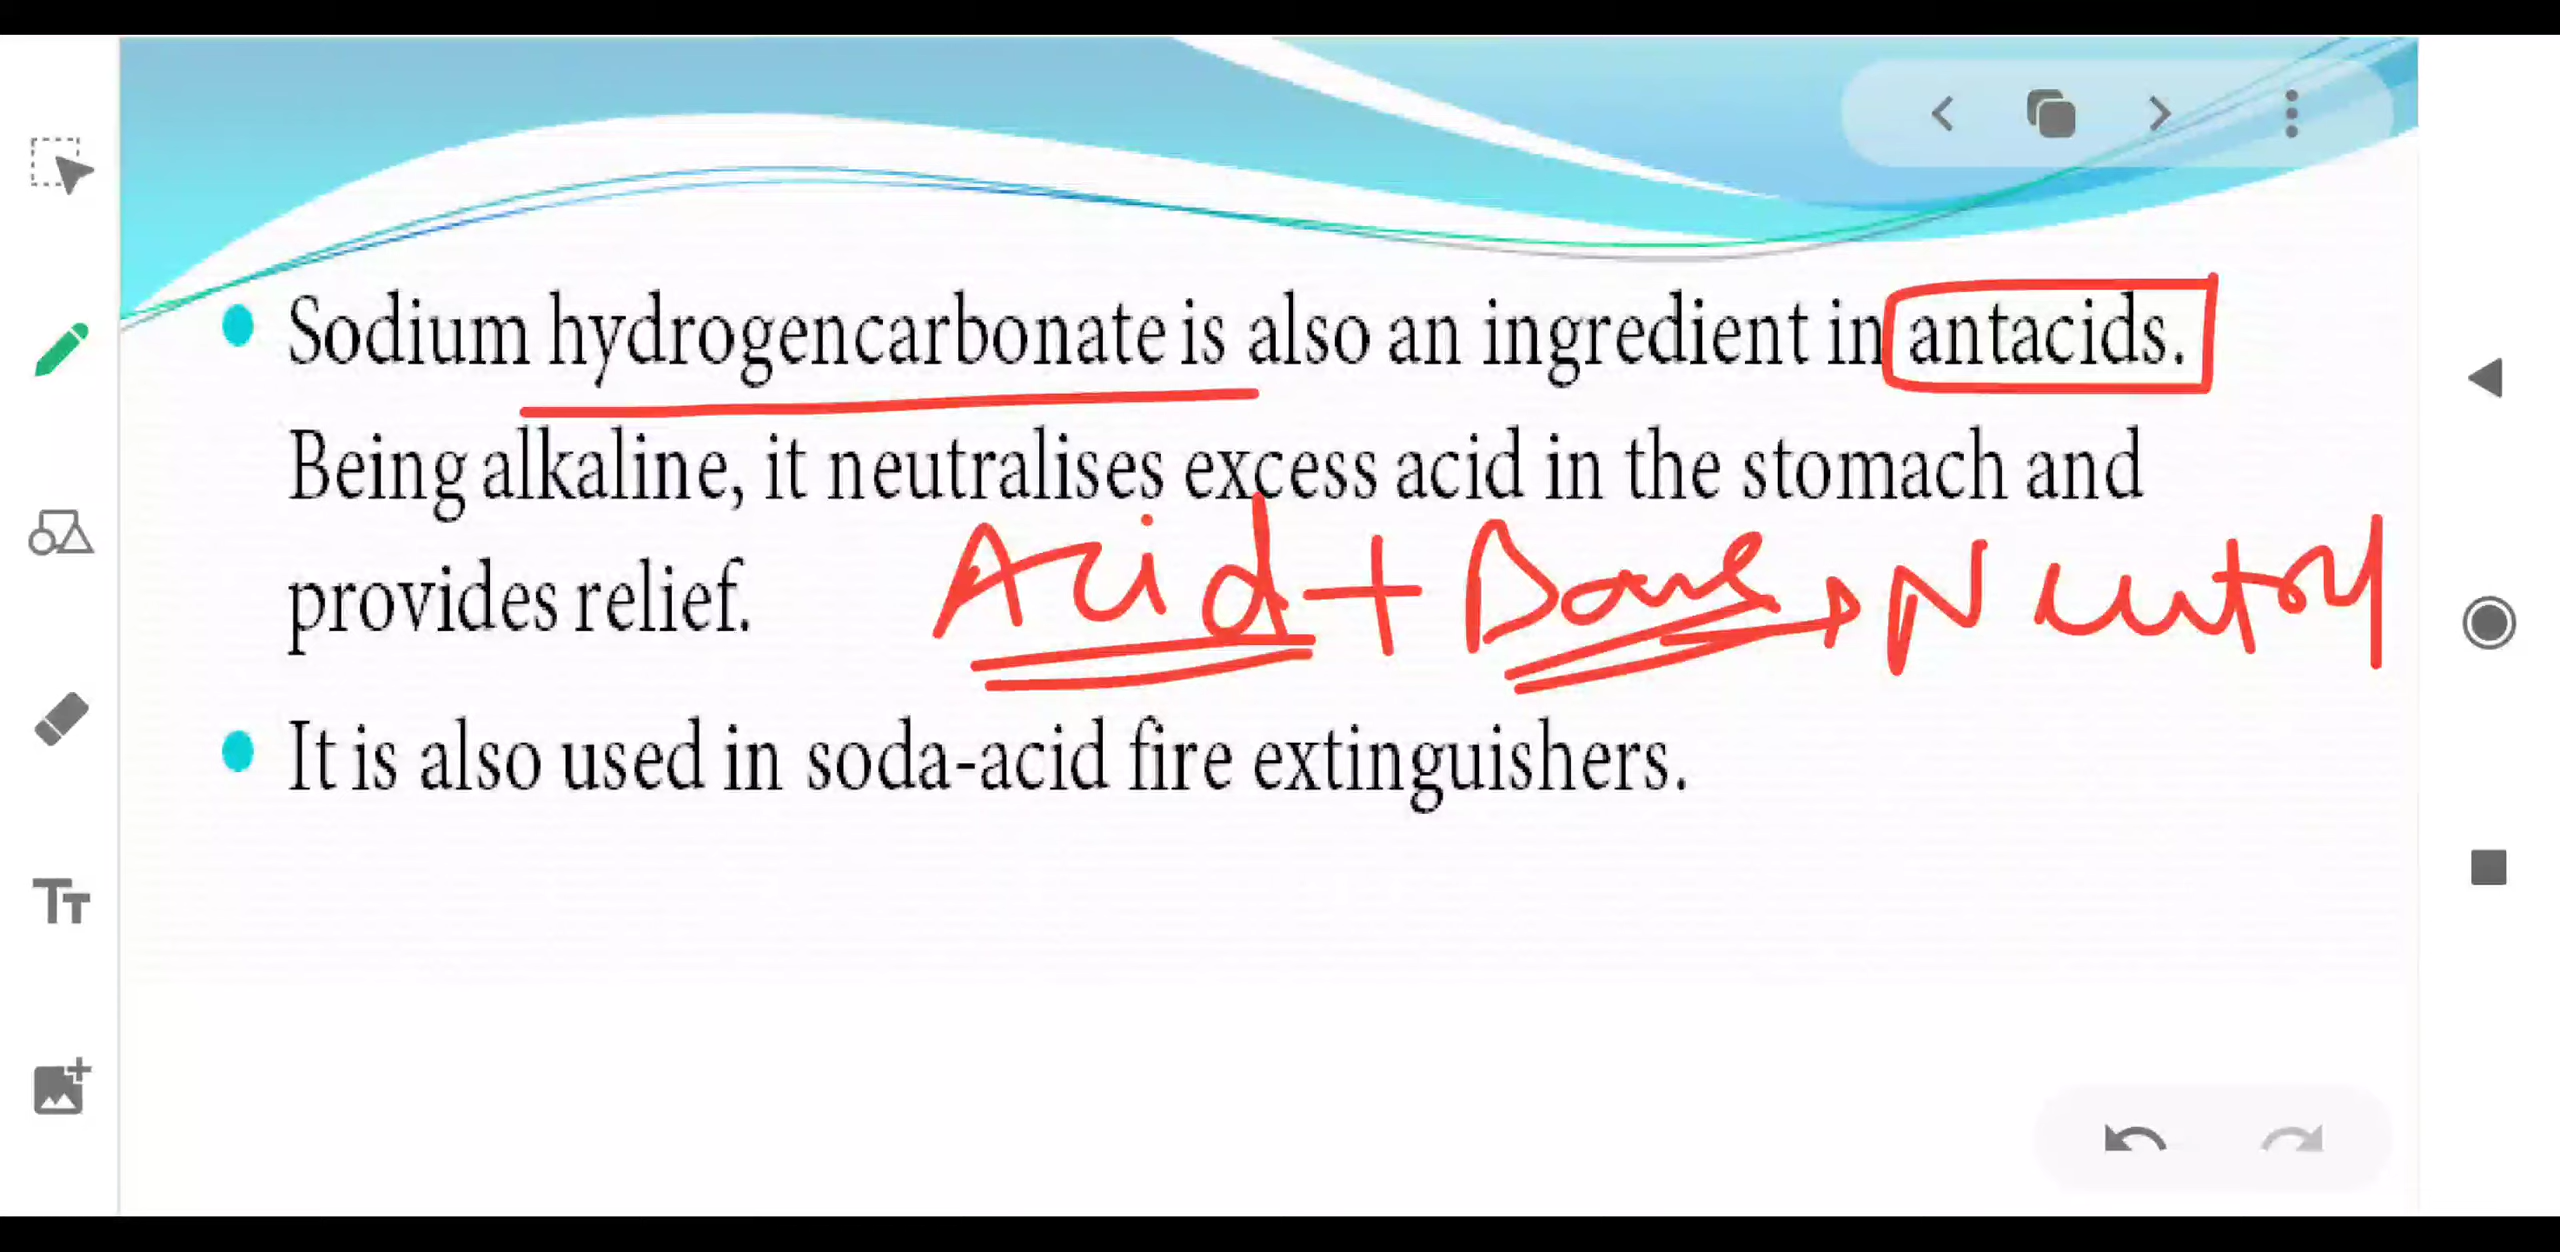 Sodium hydrogencarbonate is also an ingredient in antacids.
Being alkaline, it neutralises excess acid in the stomach and
provides relief.
Acid + Base → Neutral
It is also used in soda-acid fire extinguishers.
Tт